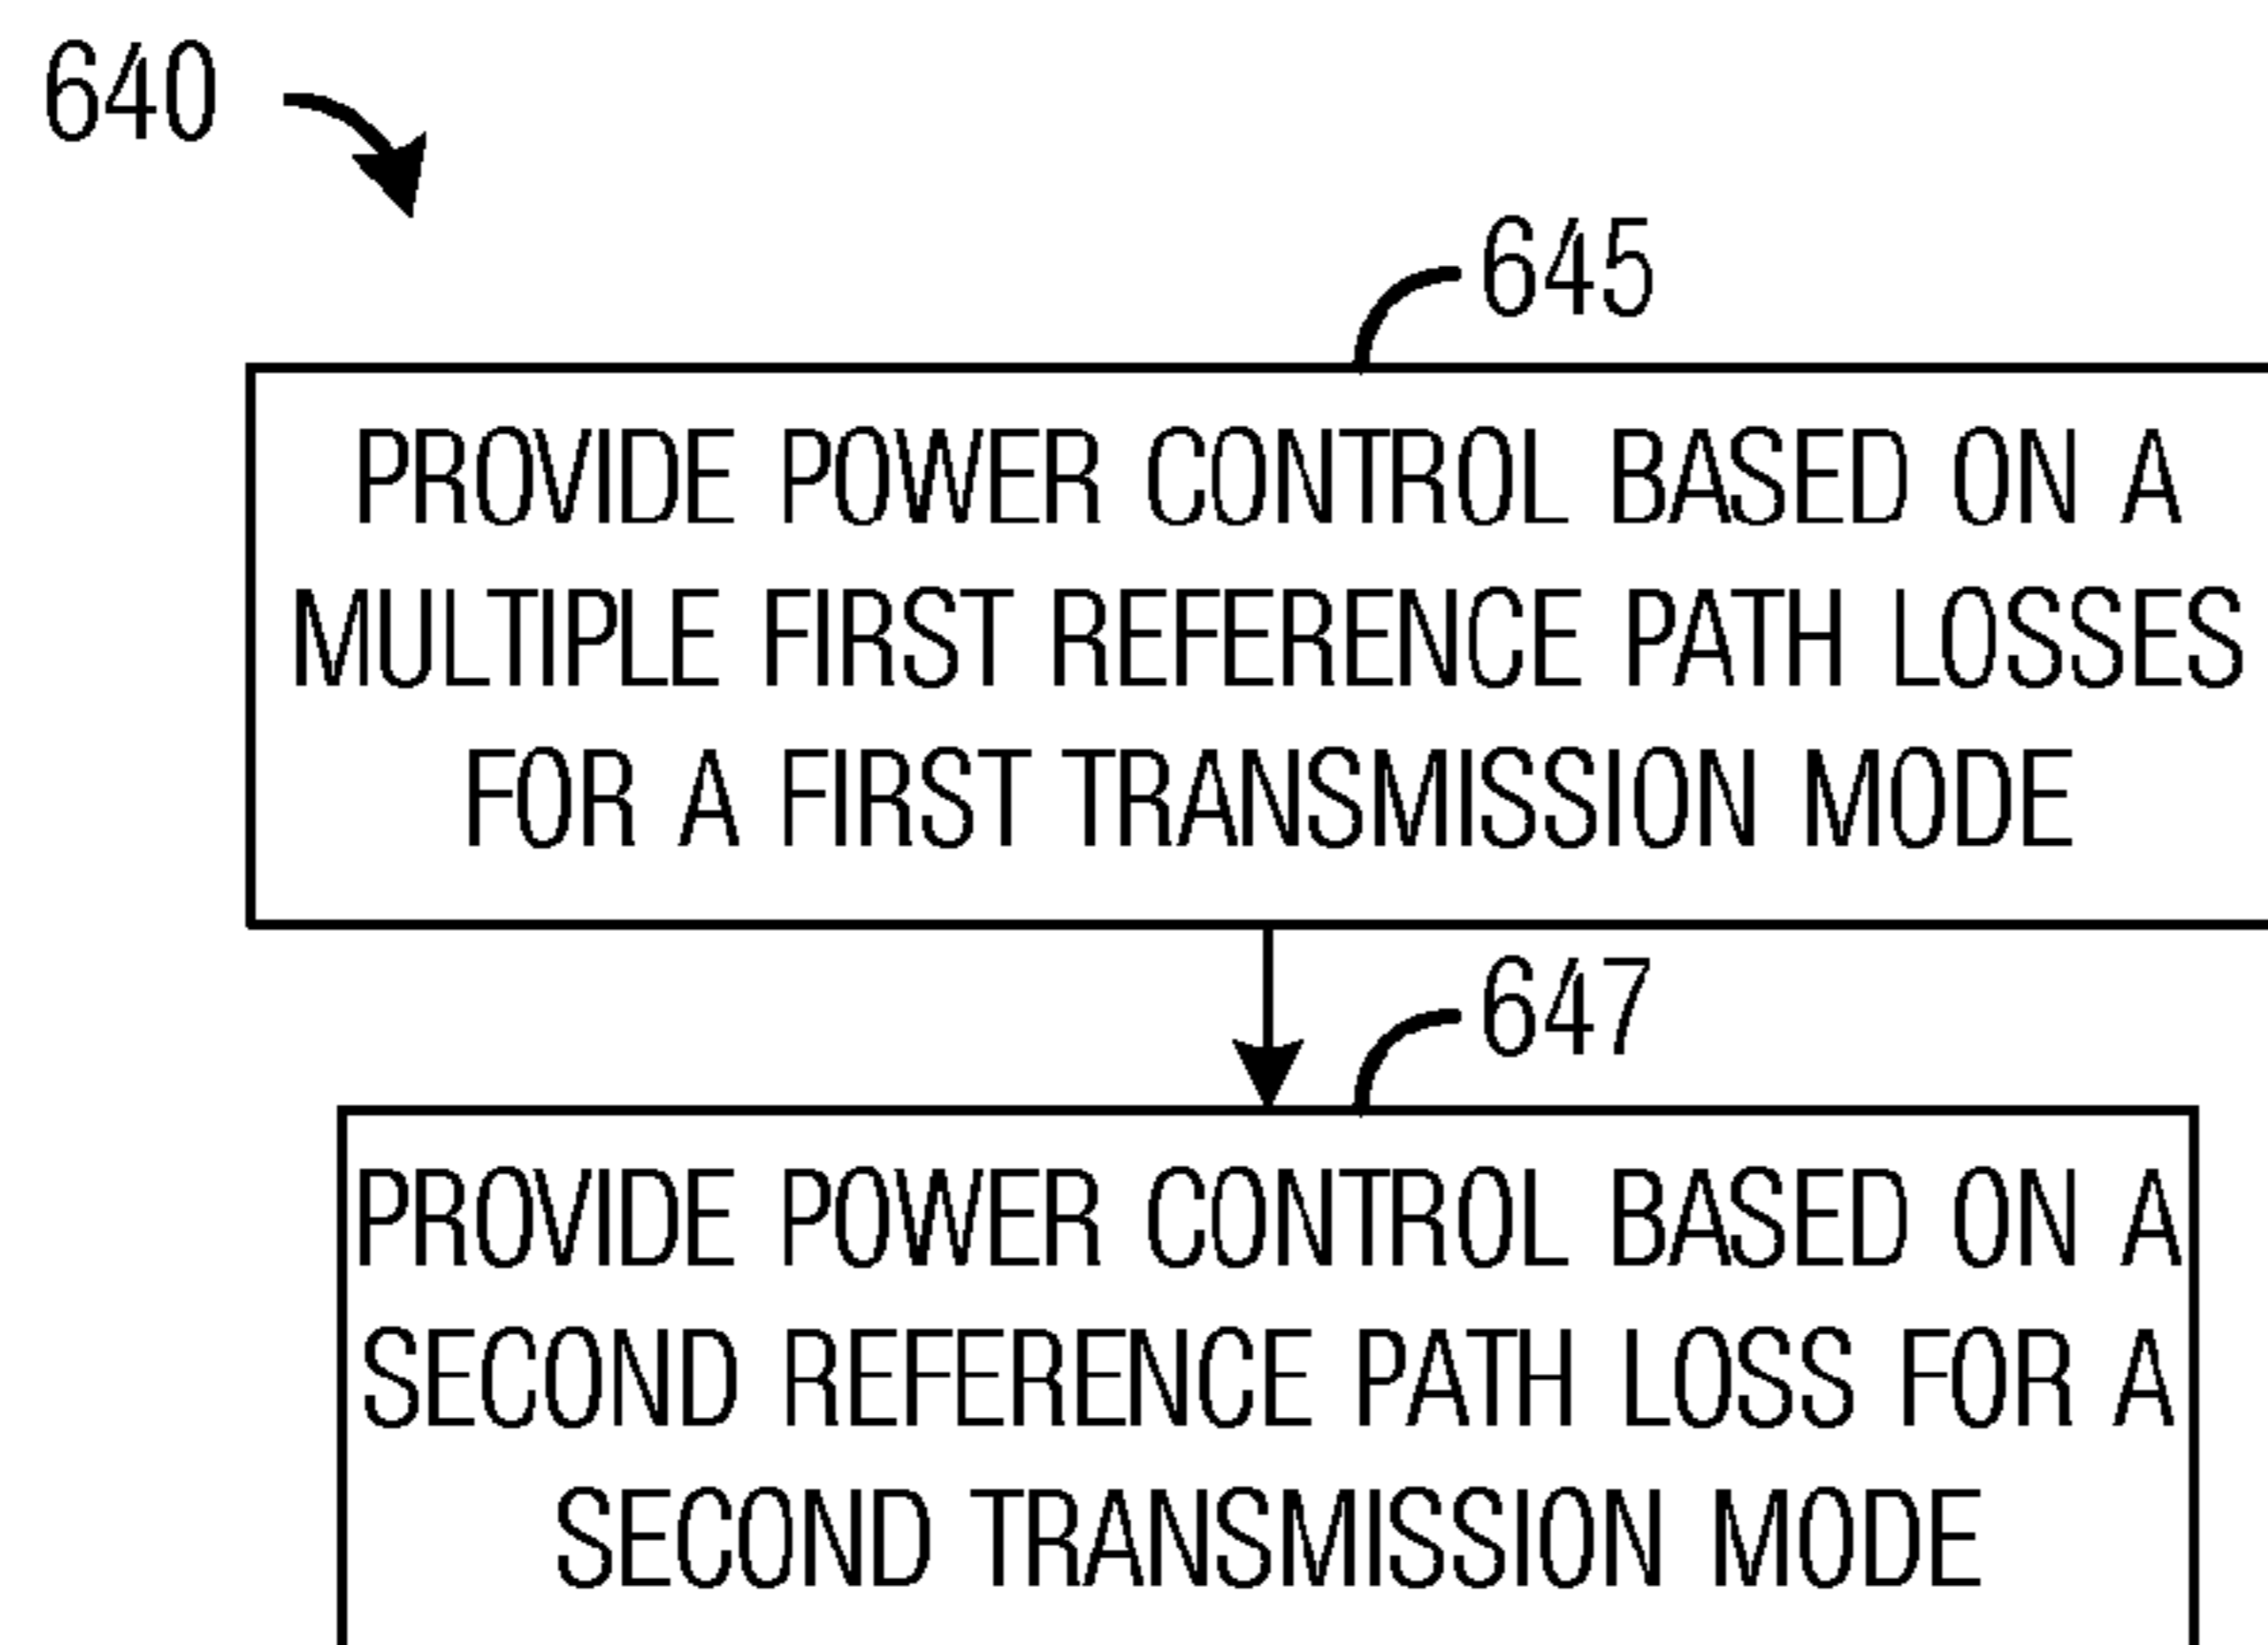 640
645
PROVIDE POWER CONTROL BASED ON A
MULTIPLE FIRST REFERENCE PATH LOSSES
FOR A FIRST TRANSMISSION MODE
647
PROVIDE POWER CONTROL BASED ON A
SECOND REFERENCE PATH LOSS FOR A
SECOND TRANSMISSION MODE